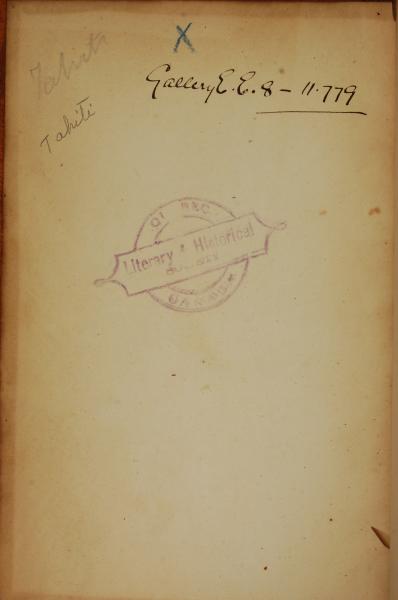 Tahiti
X
Gallery E. E. 8 – 11.779
Tahiti
Literary & Historical